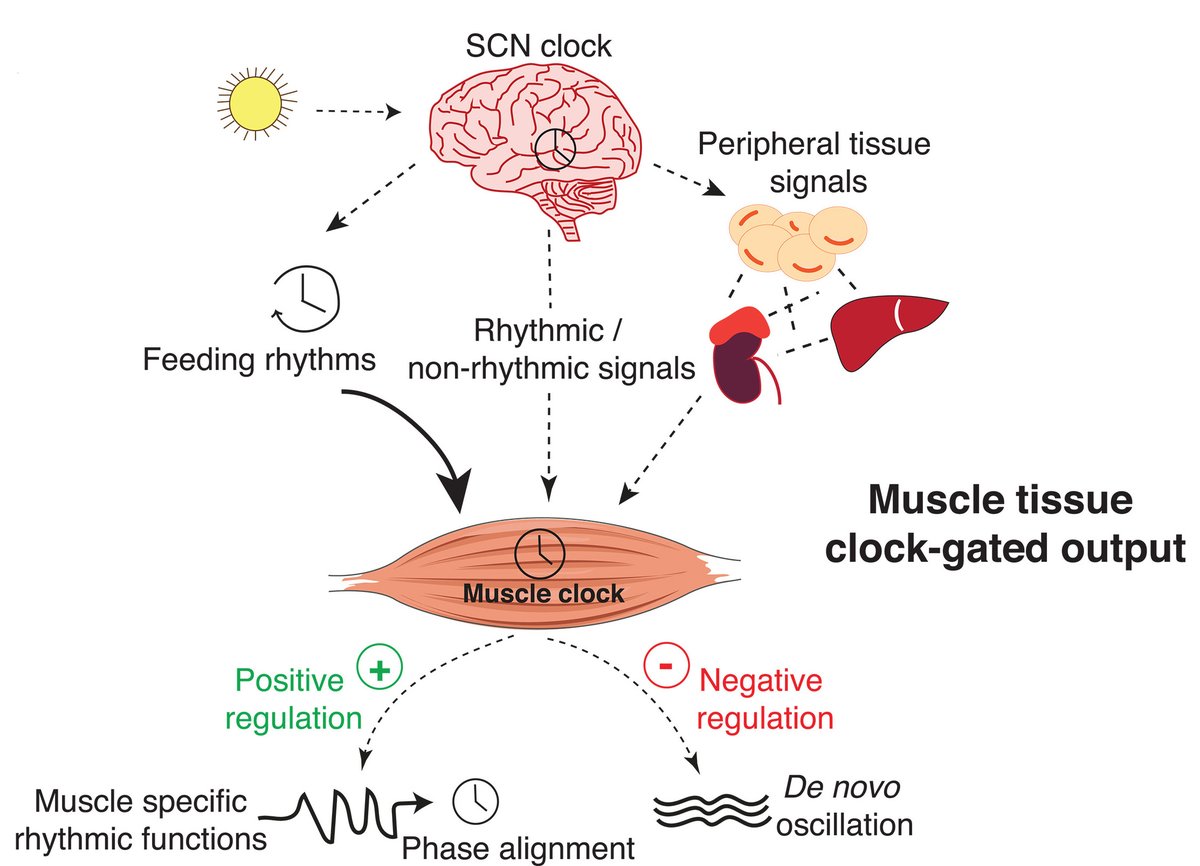 SCN clock
Peripheral tissue
signals
Feeding rhythms
Rhythmic /
non-rhythmic signals
Muscle tissue
clock-gated output
Muscle clock
Positive
regulation
+
-
Negative
regulation
Muscle specific
rhythmic functions
Phase alignment
De novo
oscillation